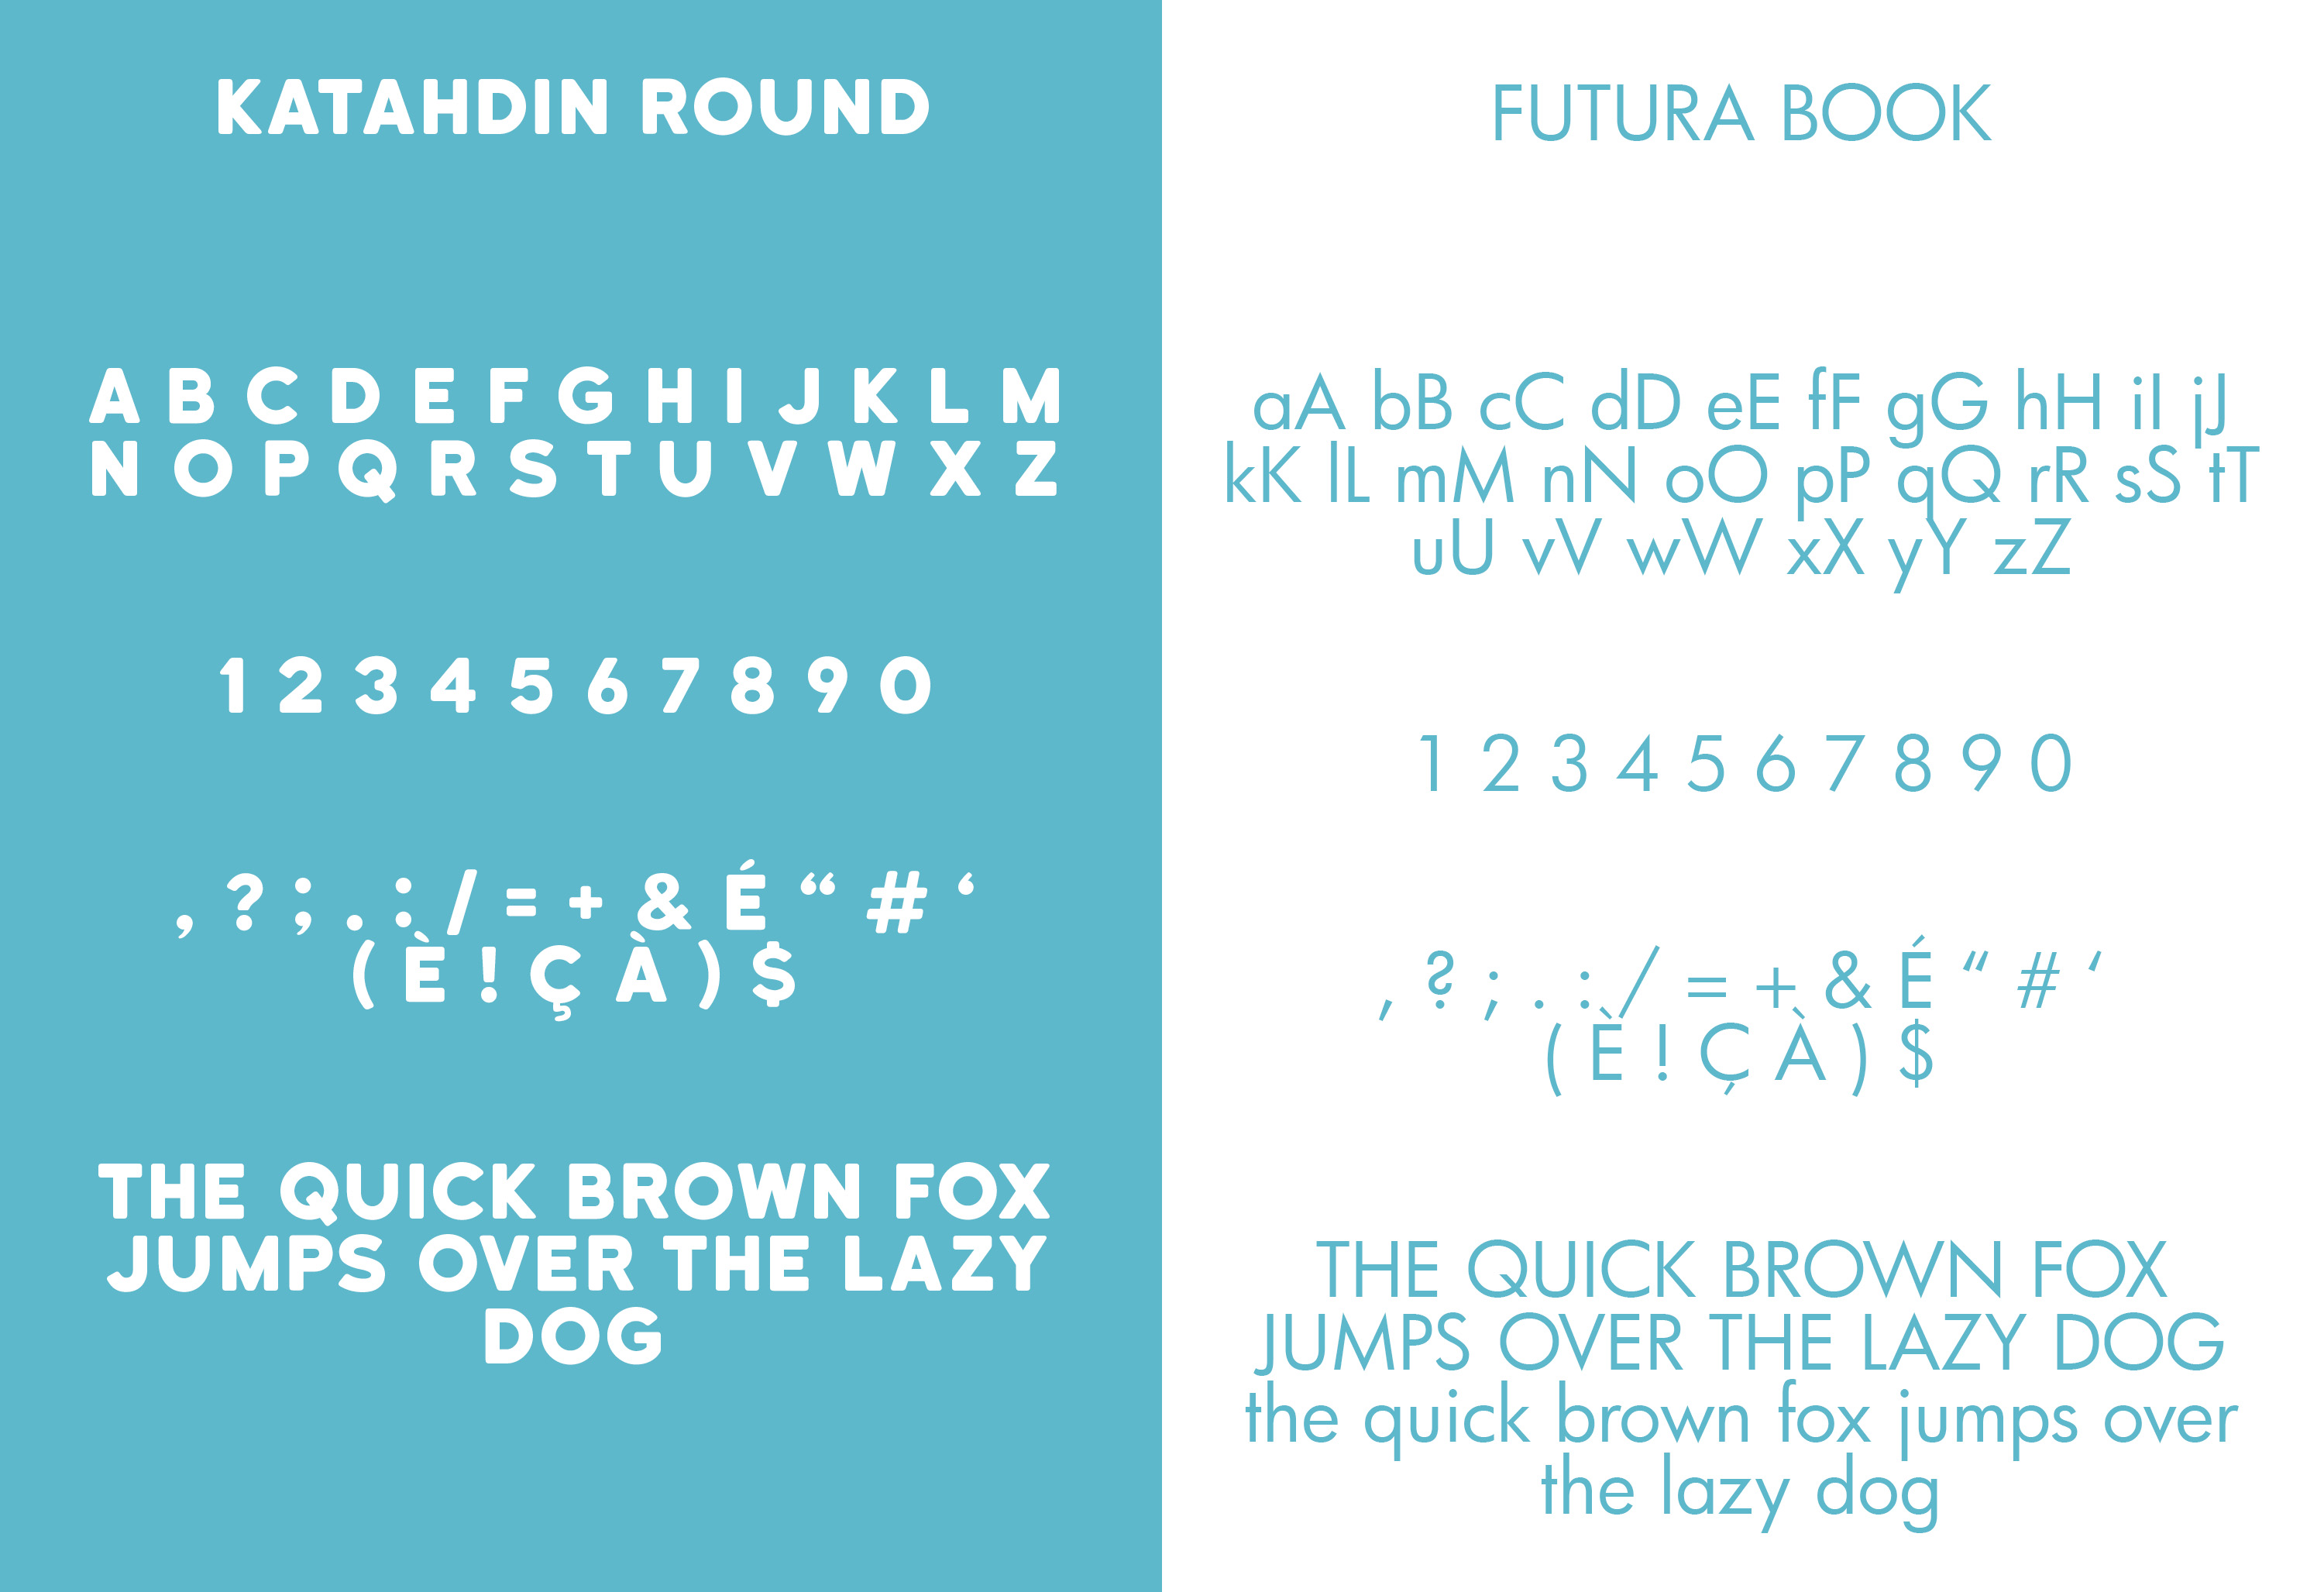 KATAHDIN ROUND
A B C D E F G H I J K L M
N O P Q R S T U V W X Z
1 2 3 4 5 6 7 8 9 0
, ? ; . : / = + & É “ # ‘
( È ! Ç À ) $
THE QUICK BROWN FOX
JUMPS OVER THE LAZY
DOG
FUTURA BOOK
aA bB cC dD eE fF gG hH iI jJ
kK lL mM nN oO pP qQ rR sS tT
uU vV wW xX yY zZ
1 2 3 4 5 6 7 8 9 0
, ? ; . : / = + & É “ # ‘
( È ! Ç À ) $
THE QUICK BROWN FOX
JUMPS OVER THE LAZY DOG
the quick brown fox jumps over
the lazy dog